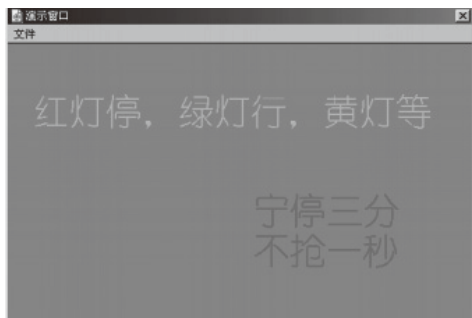 演示窗口
文件
红灯停，绿灯行，黄灯等
宁停三分
不抢一秒